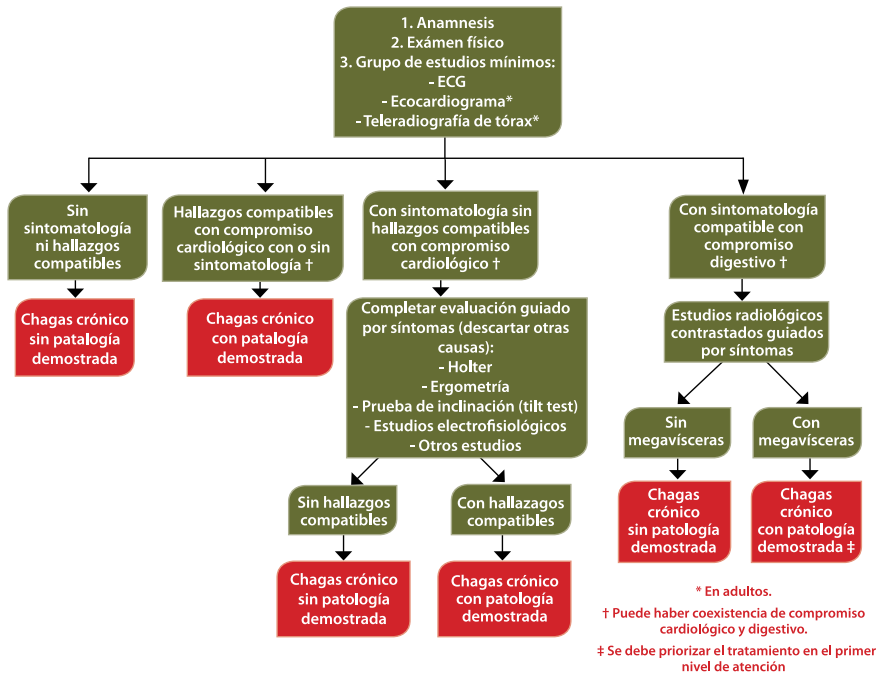 1. Anamnesis
2. Exámen físico
3. Grupo de estudios mínimos:
- ECG
- Ecocardiograma*
- Teleradiografía de tórax*
Sin
sintomatología
ni hallazgos
compatibles
Hallazgos compatibles
con compromiso
cardiológico con o sin
sintomatología †
Con sintomatología sin
hallazgos compatibles
con compromiso
cardiológico †
Con sintomatología
compatible con
compromiso
digestivo †
Chagas crónico
sin patalogía
demostrada
Chagas crónico
con patalogía
demostrada
Completar evaluación guiado
por síntomas (descartar otras
causas):
- Holter
- Ergometría
- Prueba de inclinación (tilt test)
- Estudios electrofisiológicos
- Otros estudios
Estudios radiológicos
contrastados guiados
por síntomas
Sin
megavísceras
Con
megavísceras
Sin hallazgos
compatibles
Con hallazagos
compatibles
Chagas
crónico
sin patología
demostrada
Chagas
crónico
con patología
demostrada ‡
Chagas crónico
sin patología
demostrada
Chagas crónico
con patología
demostrada
* En adultos.
† Puede haber coexistencia de compromiso
cardiológico y digestivo.
‡ Se debe priorizar el tratamiento en el primer
nivel de atención